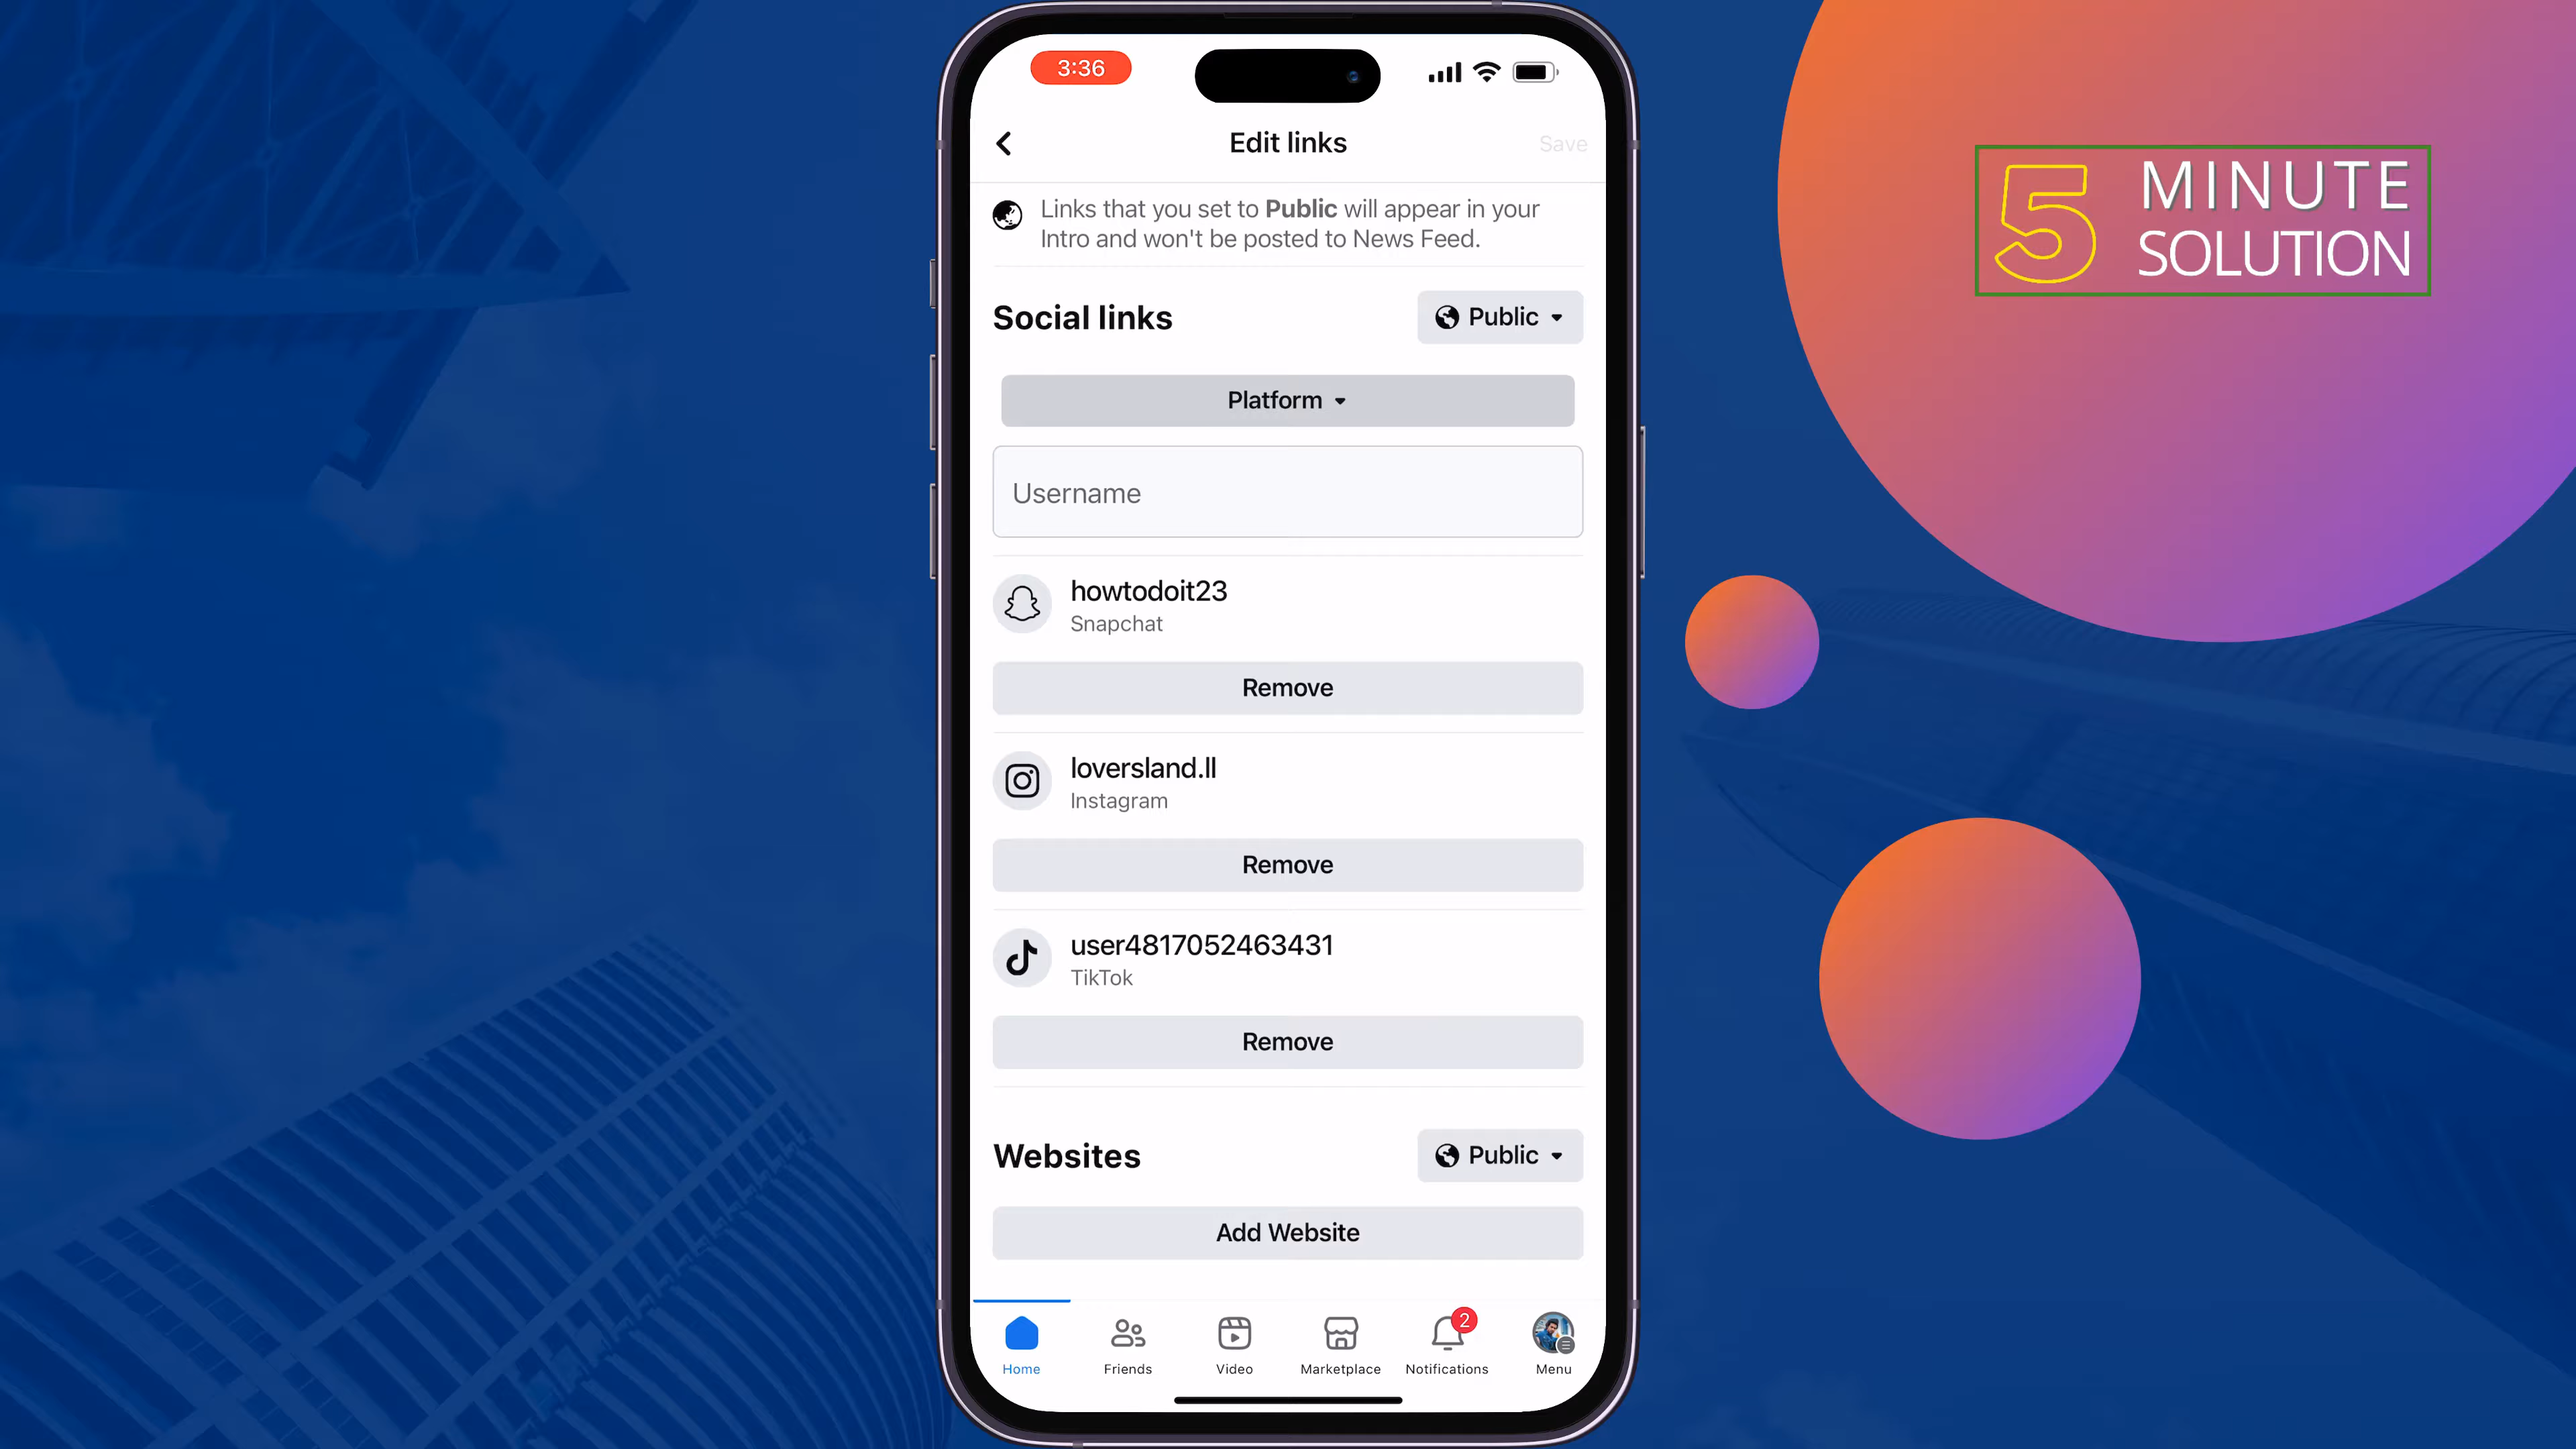 3:36
Edit links
Save
Links that you set to Public will appear in your
Intro and won't be posted to News Feed.
Social links
Public
Platform
Username
howtodoit23
Snapchat
Remove
loversland.ll
Instagram
Remove
user4817052463431
TikTok
Remove
Websites
Public
Add Website
2
Home
Friends
Video
Marketplace
Notifications
Menu
5 MINUTE
SOLUTION